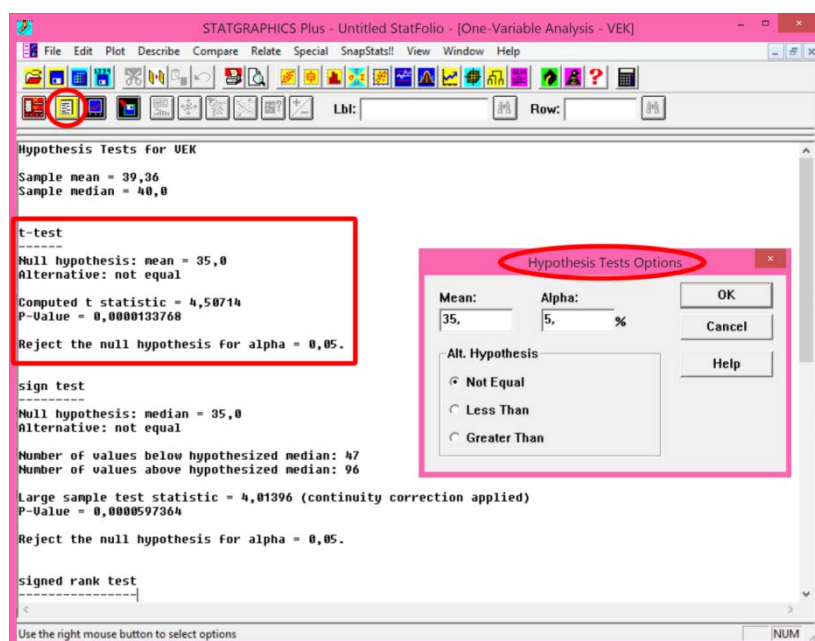 STATGRAPHICS Plus - Untitled StatFolio - [One-Variable Analysis - VEK]
File Edit Plot Describe Compare Relate Special SnapStats!! View Window Help
Lbl: Row:
Hypothesis Tests for VEK
Sample mean = 39,36
Sample median = 40,0
t-test
------
Null hypothesis: mean = 35,0
Alternative: not equal
Computed t statistic = 4,50714
P-Value = 0,0000133768
Reject the null hypothesis for alpha = 0,05.
sign test
---------
Null hypothesis: median = 35,0
Alternative: not equal
Number of values below hypothesized median: 47
Number of values above hypothesized median: 96
Large sample test statistic = 4,01396 (continuity correction applied)
P-Value = 0,0000597364
Reject the null hypothesis for alpha = 0,05.
signed rank test
----------------
Hypothesis Tests Options
Mean: Alpha:
35, 5, %
Alt. Hypothesis
Not Equal
Less Than
Greater Than
OK
Cancel
Help
Use the right mouse button to select options
NUM